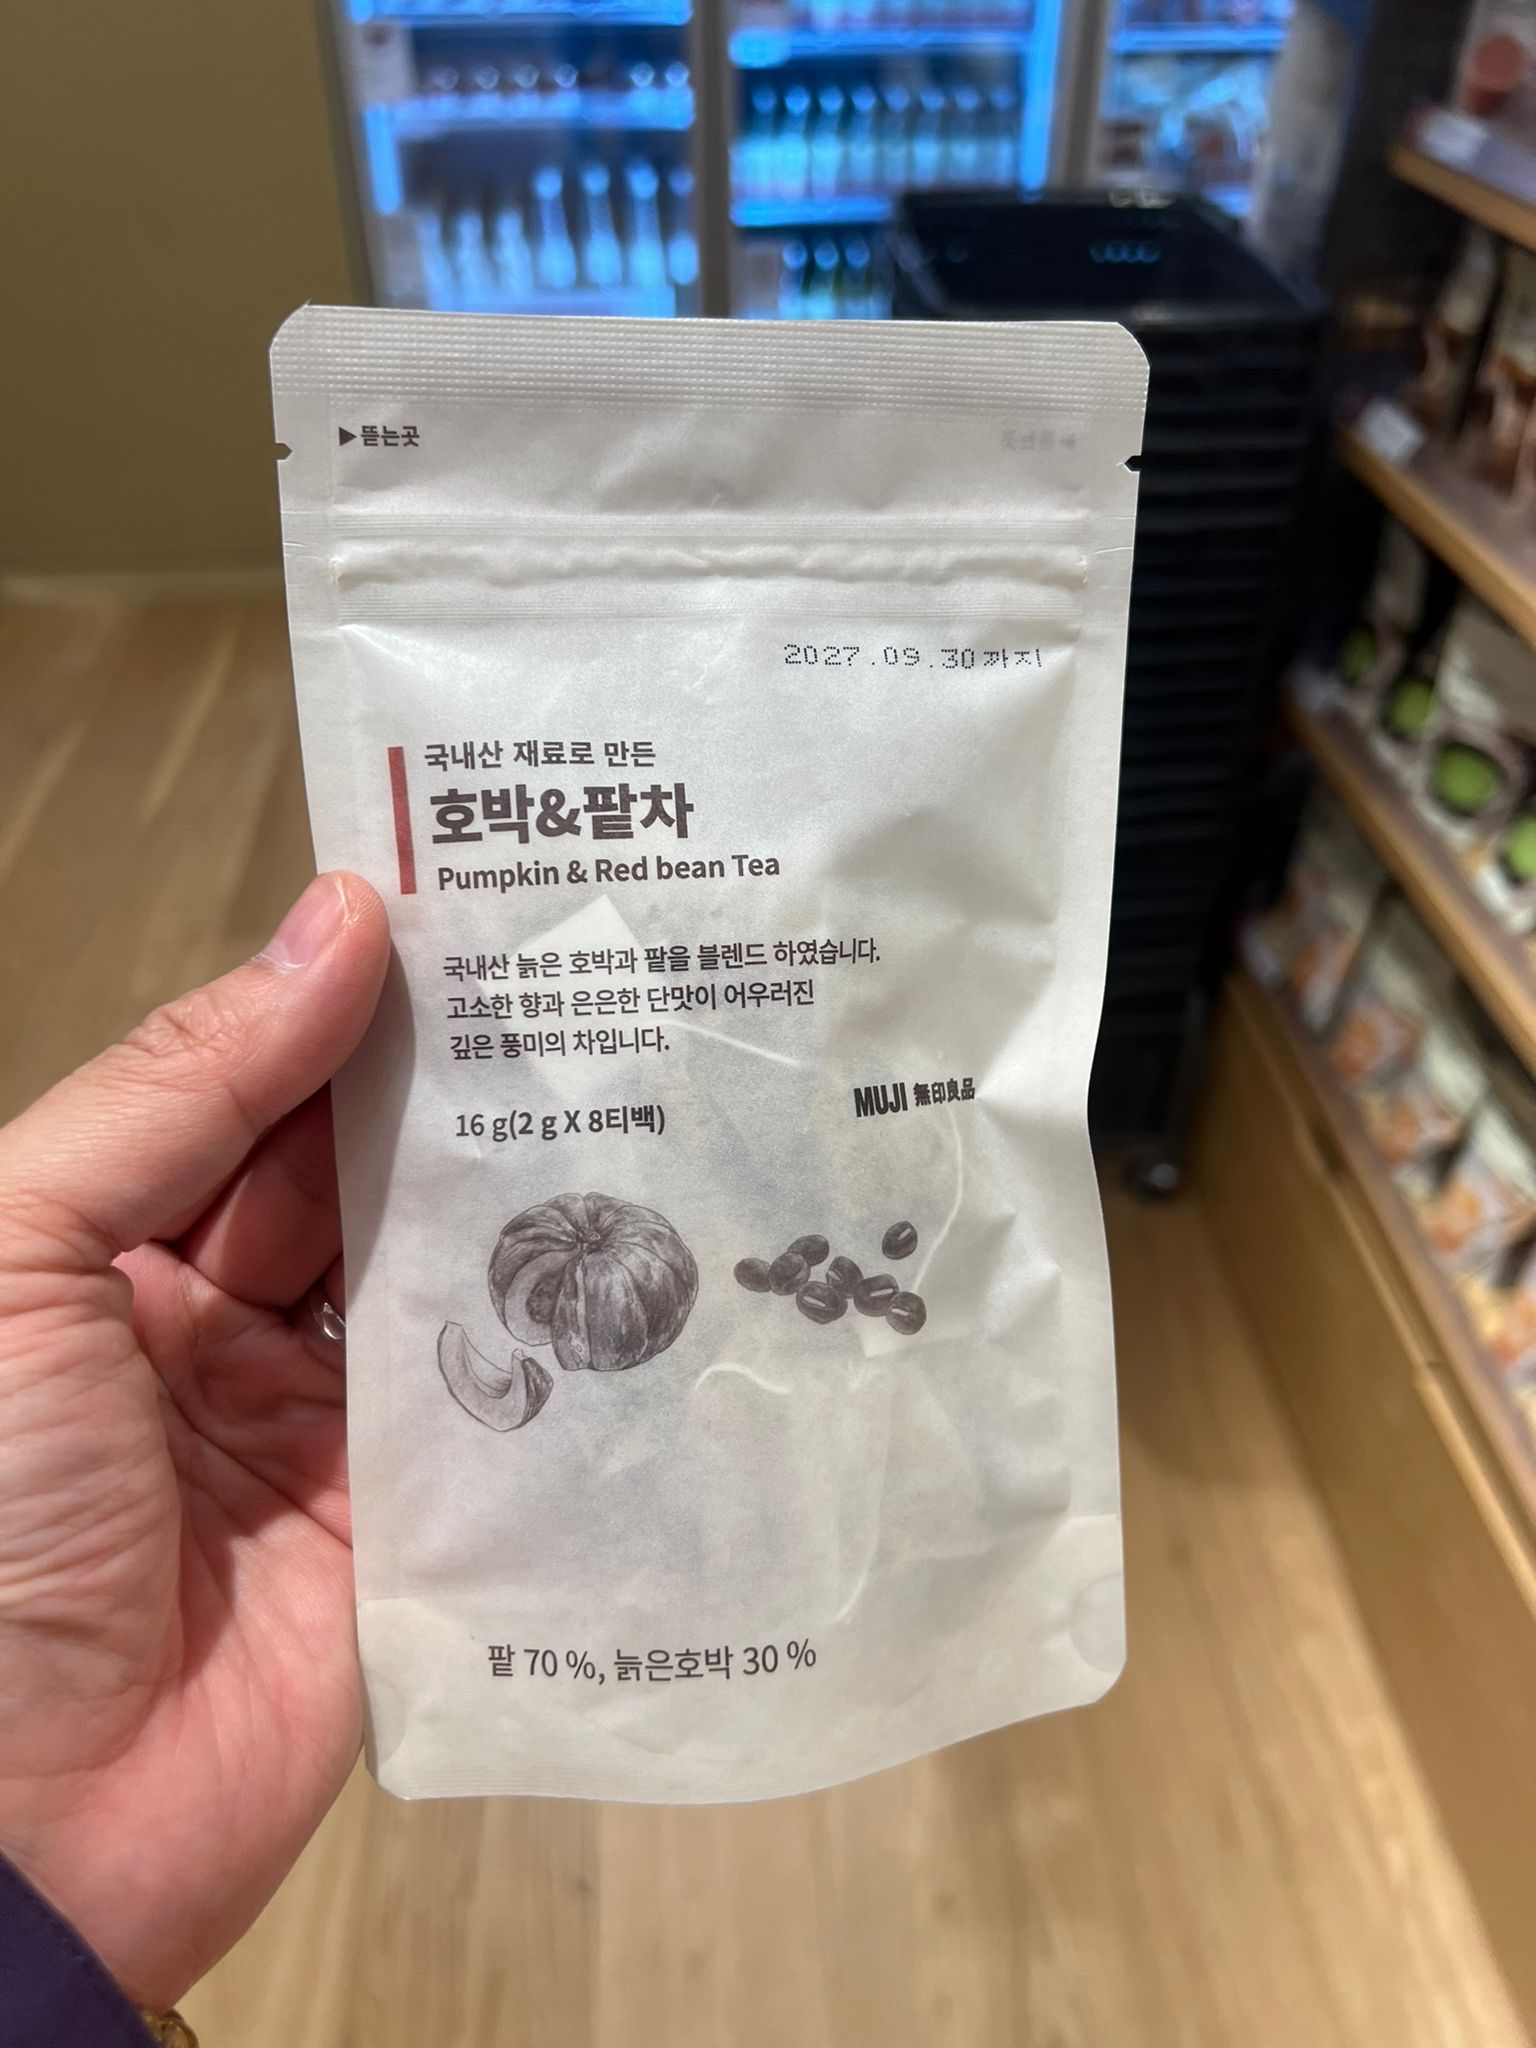 ▶뜯는곳
2027.09.30까지
국내산 재료로 만든
호박&팥차
Pumpkin & Red bean Tea
국내산 늙은 호박과 팥을 블렌드 하였습니다.
고소한 향과 은은한 단맛이 어우러진
깊은 풍미의 차입니다.
MUJI 無印良品
16 g(2 g X 8티백)
팥 70 %, 늙은호박 30 %